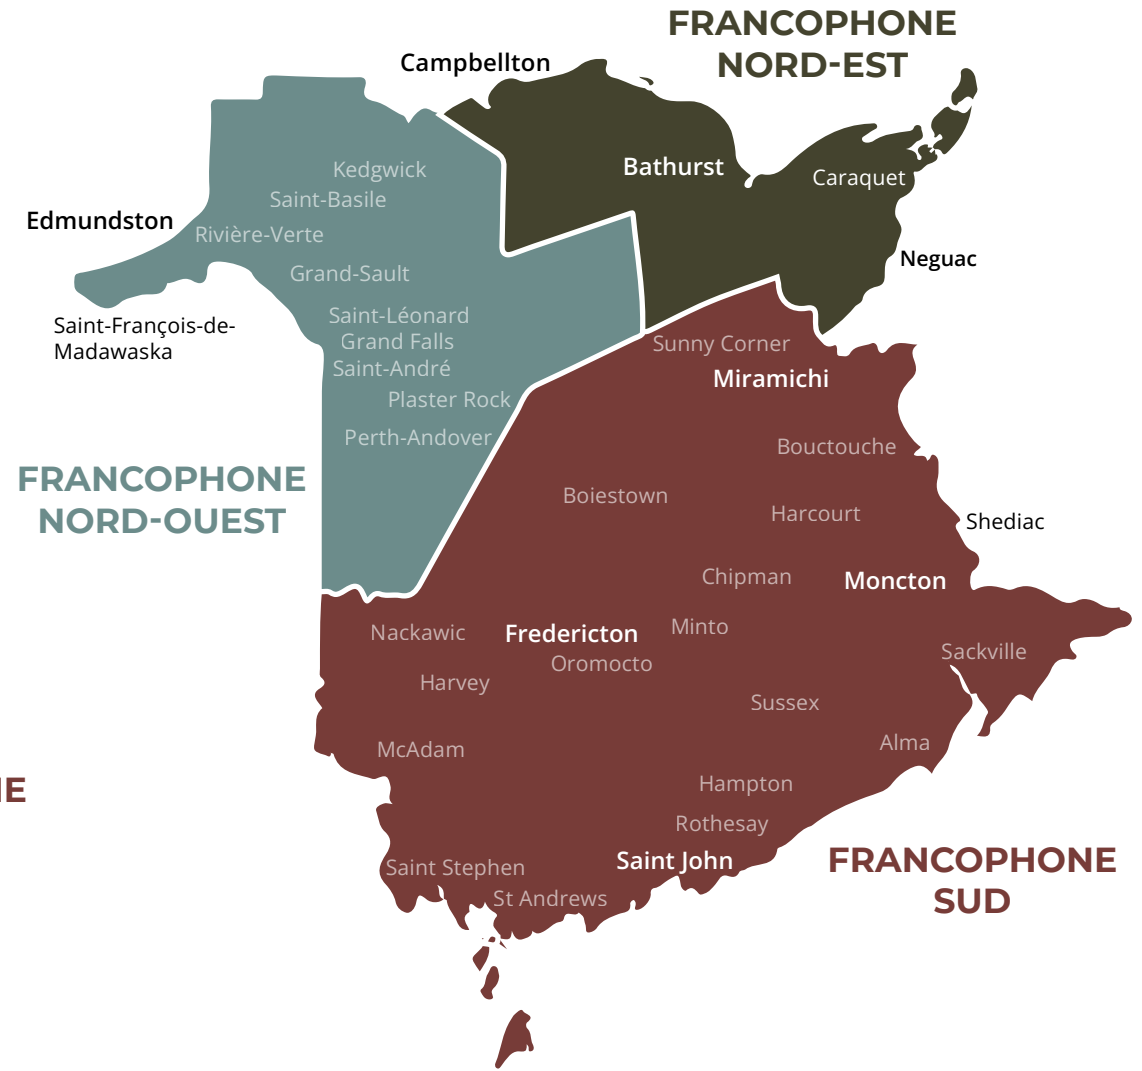 FRANCOPHONE
NORD-EST
Campbellton
Bathurst
Kedgwick
Caraquet
Saint-Basile
Edmundston
Rivière-Verte
Neguac
Grand-Sault
Saint-François-de-
Madawaska
Saint-Léonard
Grand Falls
Sunny Corner
Saint-André
Miramichi
Plaster Rock
Perth-Andover
Bouctouche
FRANCOPHONE
NORD-OUEST
Boiestown
Harcourt
Shediac
Chipman
Moncton
Nackawic
Fredericton
Minto
Oromocto
Sackville
Harvey
Sussex
McAdam
Alma
Hampton
Rothesay
Saint Stephen
Saint John
FRANCOPHONE
SUD
St Andrews